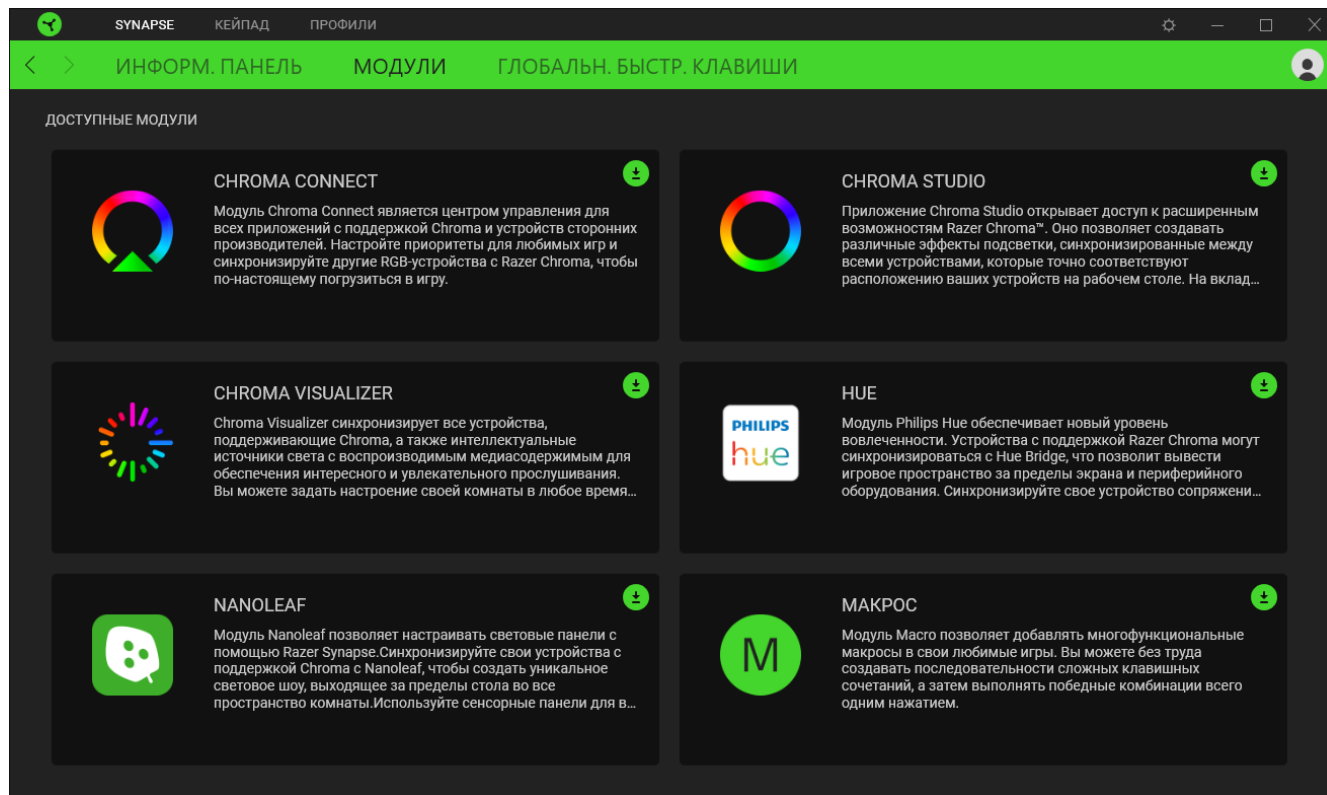 SYNAPSE КЕЙПАД ПРОФИЛИ
ИНФОРМ. ПАНЕЛЬ МОДУЛИ ГЛОБАЛЬН. БЫСТР. КЛАВИШИ
ДОСТУПНЫЕ МОДУЛИ
CHROMA CONNECT
Модуль Chroma Connect является центром управления для
всех приложений с поддержкой Chroma и устройств сторонних
производителей. Настройте приоритеты для любимых игр и
синхронизируйте другие RGB-устройства с Razer Chroma, чтобы
по-настоящему погрузиться в игру.
CHROMA STUDIO
Приложение Chroma Studio открывает доступ к расширенным
возможностям Razer Chroma™. Оно позволяет создавать
различные эффекты подсветки, синхронизированные между
всеми устройствами, которые точно соответствуют
расположению ваших устройств на рабочем столе. На вклад...
CHROMA VISUALIZER
Chroma Visualizer синхронизирует все устройства,
поддерживающие Chroma, а также интеллектуальные
источники света с воспроизводимым медиасодержимым для
обеспечения интересного и увлекательного прослушивания.
Вы можете задать настроение своей комнаты в любое время...
PHILIPS
hue
HUE
Модуль Philips Hue обеспечивает новый уровень
вовлеченности. Устройства с поддержкой Razer Chroma могут
синхронизироваться с Hue Bridge, что позволит вывести
игровое пространство за пределы экрана и периферийного
оборудования. Синхронизируйте свое устройство сопряжени...
NANOLEAF
Модуль Nanoleaf позволяет настраивать световые панели с
помощью Razer Synapse.Синхронизируйте свои устройства с
поддержкой Chroma с Nanoleaf, чтобы создать уникальное
световое шоу, выходящее за пределы стола во все
пространство комнаты.Используйте сенсорные панели для в...
M
МАКРОС
Модуль Macro позволяет добавлять многофункциональные
макросы в свои любимые игры. Вы можете без труда
создавать последовательности сложных клавишных
сочетаний, а затем выполнять победные комбинации всего
одним нажатием.